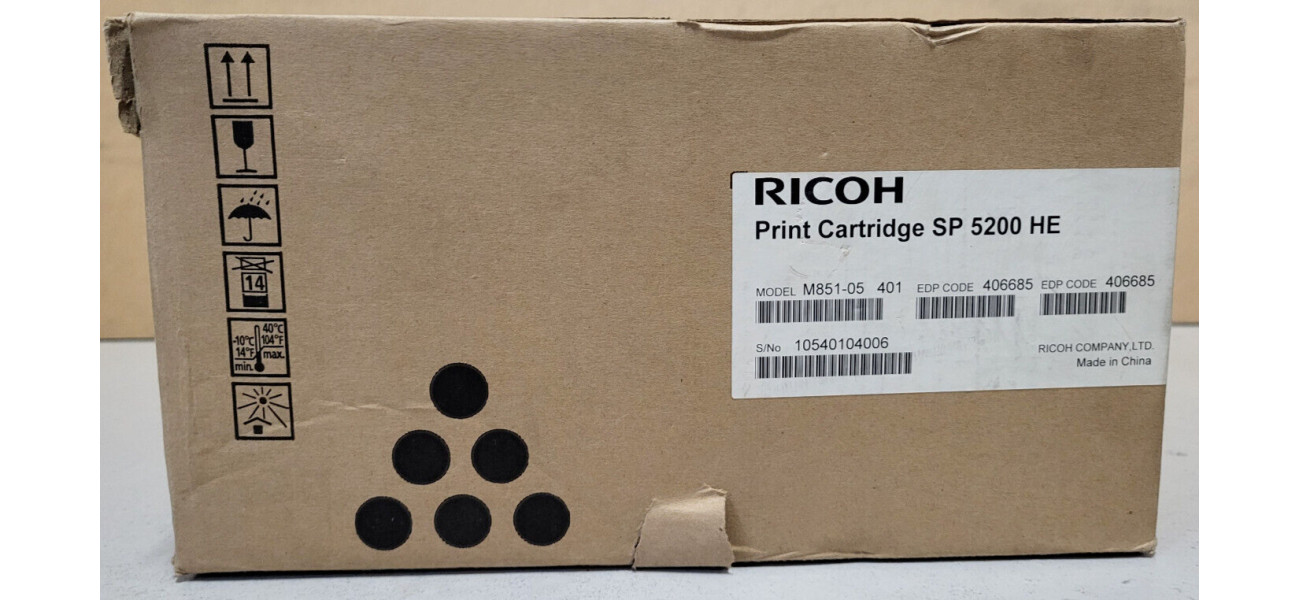 14
40°C
-10°C 104°F
14°F max.
min.
RICOH
Print Cartridge SP 5200 HE
MODEL M851-05 401 EDP CODE 406685 EDP CODE 406685
S/No 10540104006
RICOH COMPANY,LTD.
Made in China